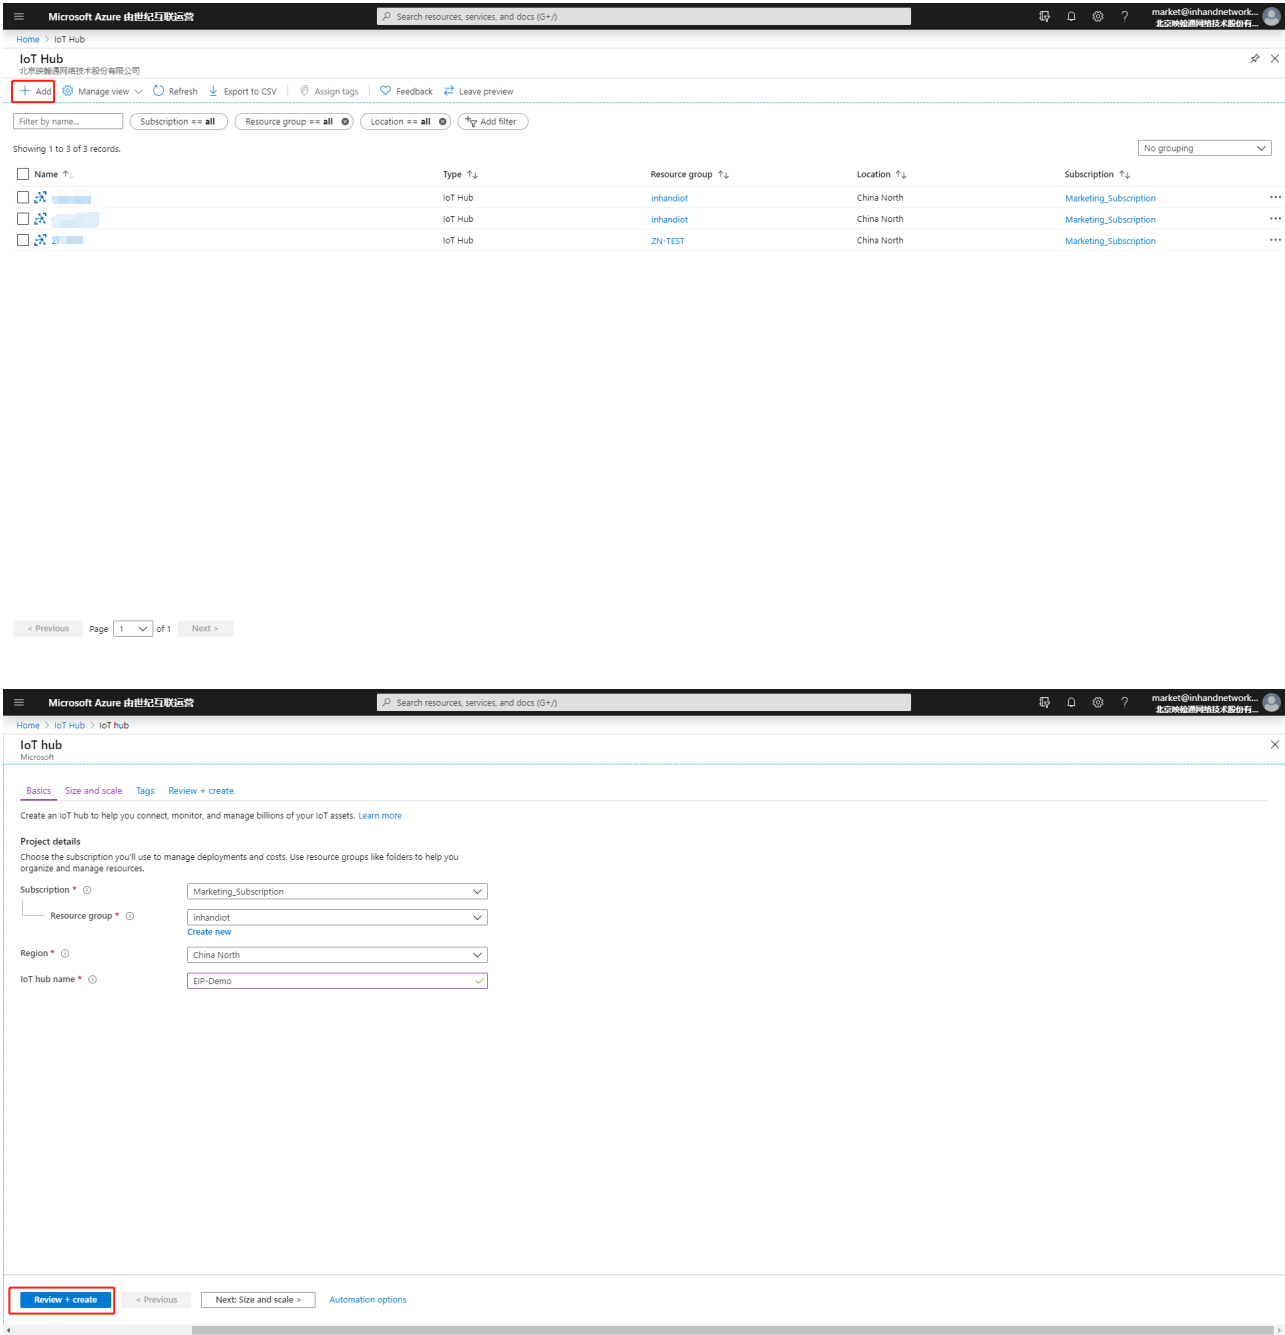 Microsoft Azure 由世纪互联运营
Search resources, services, and docs (G+/)
market@inhandnetwork...
北京映翰通网络技术股份有...
Home > IoT Hub
IoT Hub
北京映翰通网络技术股份有限公司
Add Manage view Refresh Export to CSV Assign tags Feedback Leave preview
Filter by name... Subscription == all Resource group == all Location == all Add filter
Showing 1 to 3 of 3 records. No grouping
Name Type Resource group Location Subscription
IoT Hub inhandiot China North Marketing_Subscription
IoT Hub inhandiot China North Marketing_Subscription
IoT Hub ZN-TEST China North Marketing_Subscription
< Previous Page 1 of 1 Next >
Microsoft Azure 由世纪互联运营
Search resources, services, and docs (G+/)
market@inhandnetwork...
北京映翰通网络技术股份有...
Home > IoT Hub > IoT hub
IoT hub
Microsoft
Basics Size and scale Tags Review + create
Create an IoT hub to help you connect, monitor, and manage billions of your IoT assets. Learn more
Project details
Choose the subscription you'll use to manage deployments and costs. Use resource groups like folders to help you
organize and manage resources.
Subscription * Marketing_Subscription
Resource group * inhandiot
Create new
Region * China North
IoT hub name * EIP-Demo
Review + create < Previous Next: Size and scale > Automation options